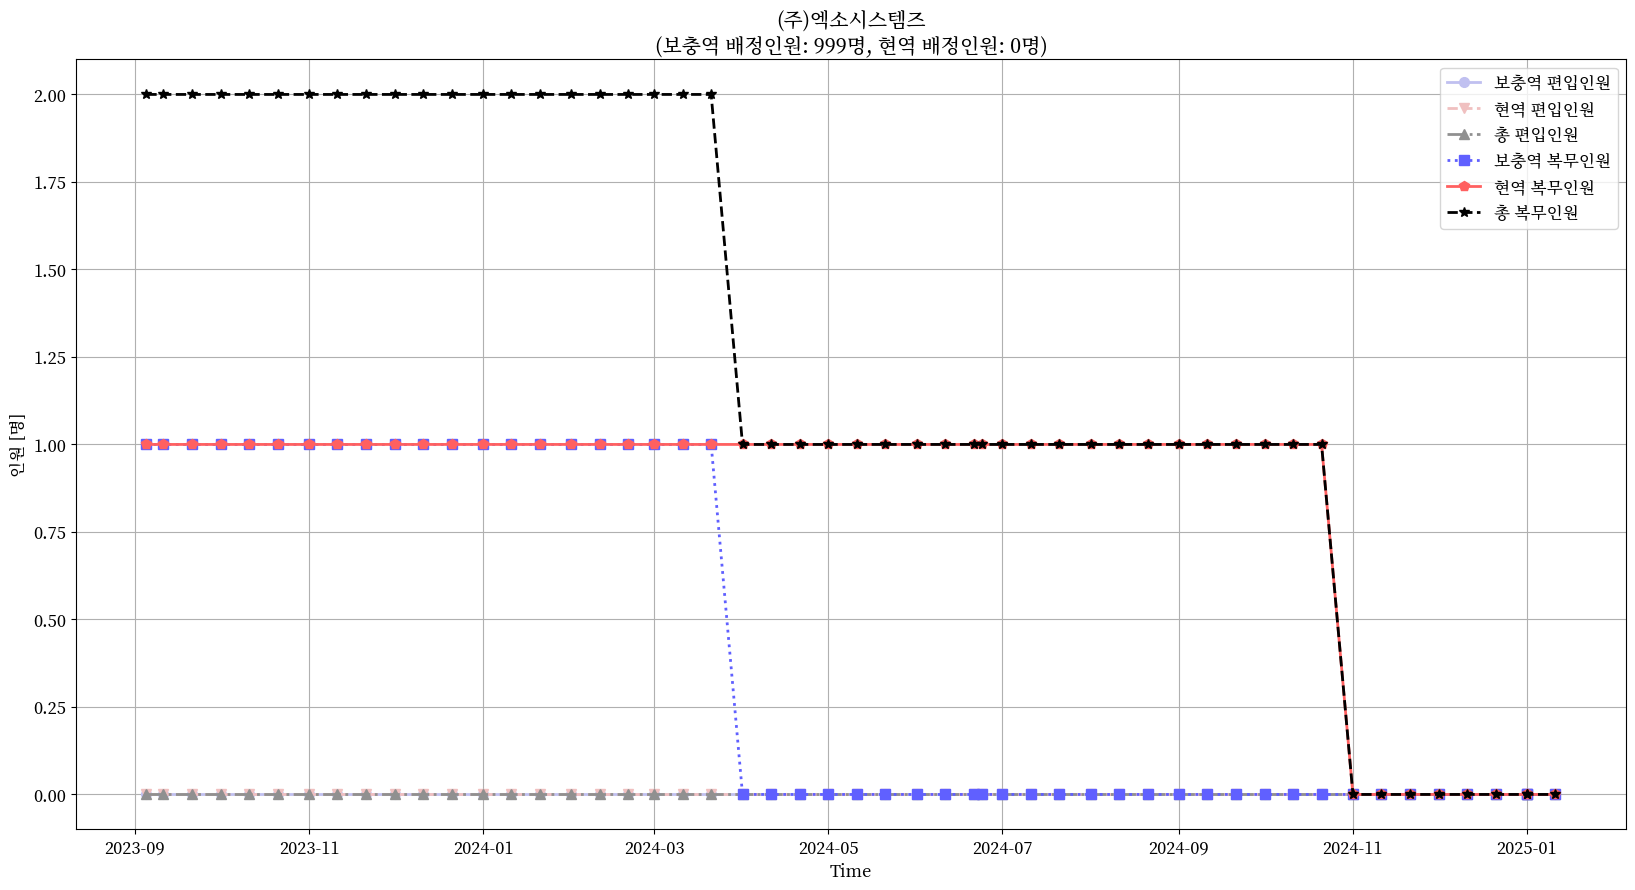 (주)엑소시스템즈
(보충역 배정인원: 999명, 현역 배정인원: 0명)
보충역 편입인원
현역 편입인원
총 편입인원
보충역 복무인원
현역 복무인원
총 복무인원
인원 [명]
2.00
1.75
1.50
1.25
1.00
0.75
0.50
0.25
0.00
2023-09
2023-11
2024-01
2024-03
2024-05
2024-07
2024-09
2024-11
2025-01
Time